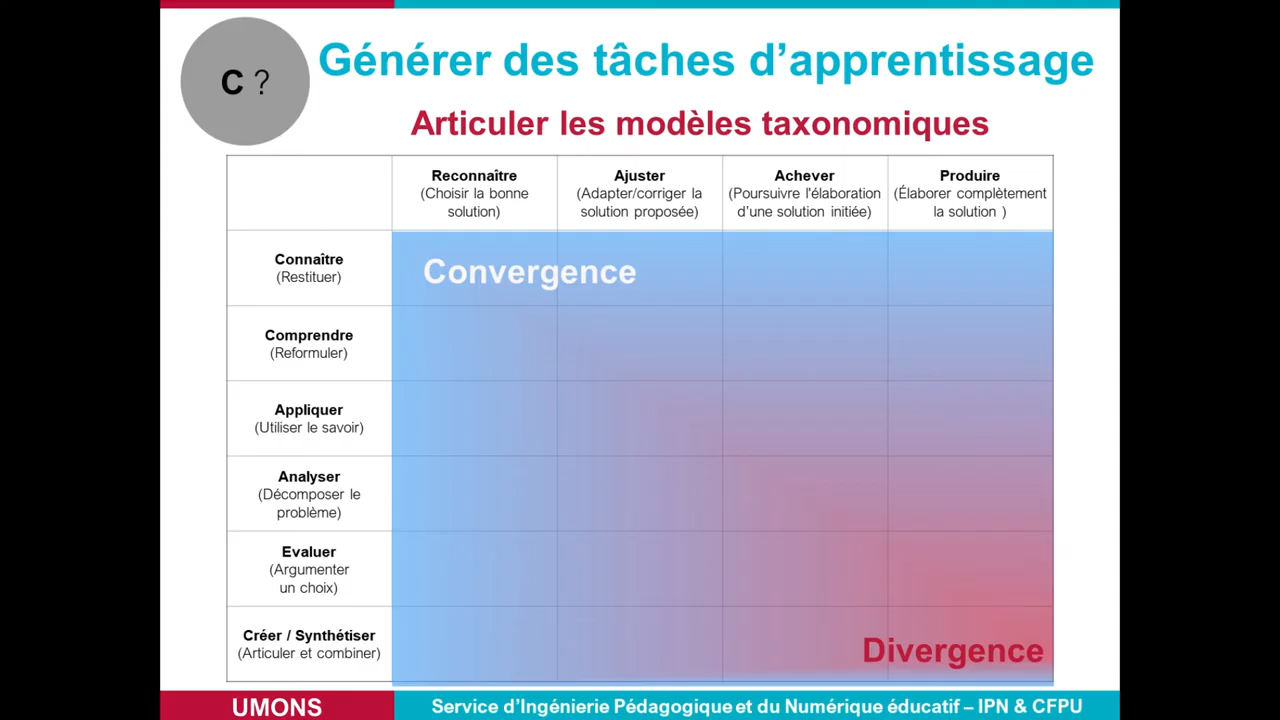 C ?
Générer des tâches d’apprentissage
Articuler les modèles taxonomiques
Reconnaître
(Choisir la bonne
solution)
Ajuster
(Adapter/corriger la
solution proposée)
Achever
(Poursuivre l'élaboration
d’une solution initiée)
Produire
(Élaborer complètement
la solution )
Connaître
(Restituer)
Convergence
Comprendre
(Reformuler)
Appliquer
(Utiliser le savoir)
Analyser
(Décomposer le
problème)
Evaluer
(Argumenter
un choix)
Créer / Synthétiser
(Articuler et combiner)
Divergence
UMONS
Service d’Ingénierie Pédagogique et du Numérique éducatif – IPN & CFPU